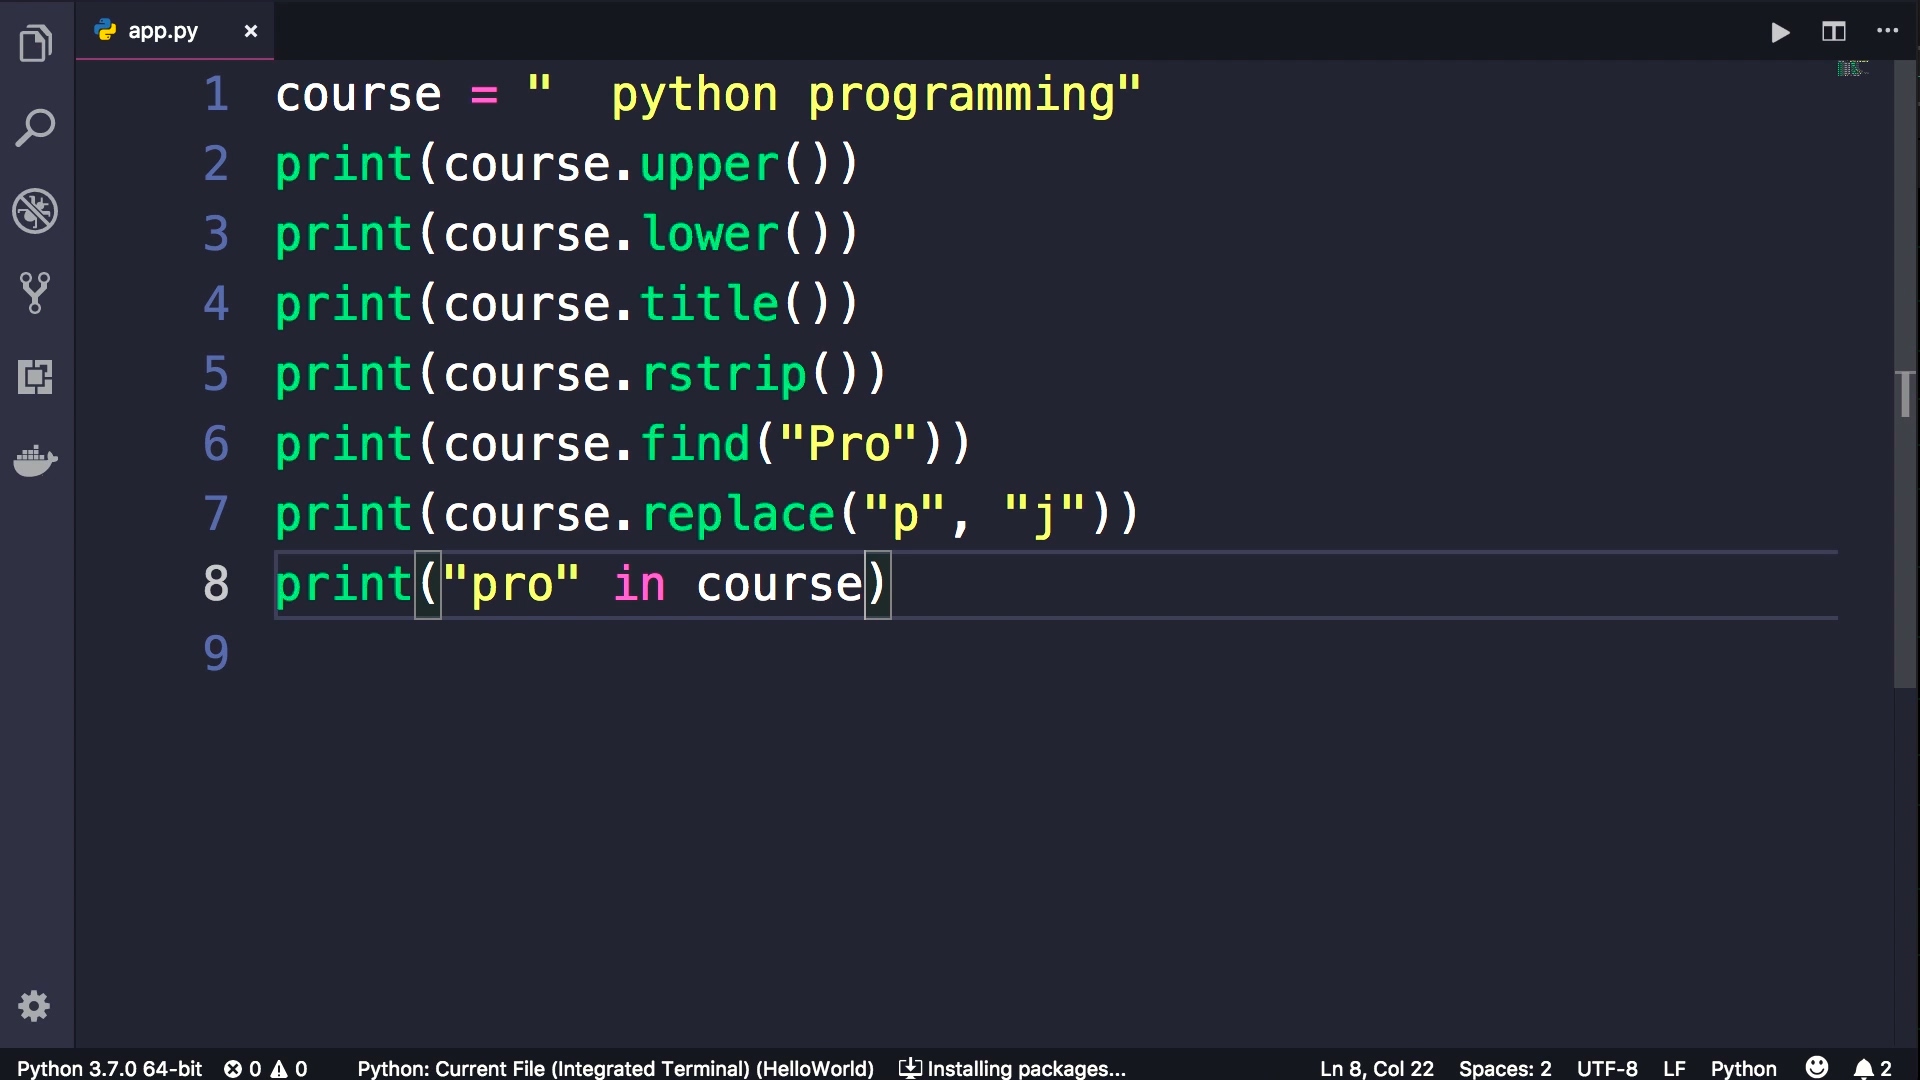 app.py
1 course = "  python programming"
2 print(course.upper())
3 print(course.lower())
4 print(course.title())
5 print(course.rstrip())
6 print(course.find("Pro"))
7 print(course.replace("p", "j"))
8 print("pro" in course)
9
Python 3.7.0 64-bit 0 0 Python: Current File (Integrated Terminal) (HelloWorld) Installing packages... Ln 8, Col 22 Spaces: 2 UTF-8 LF Python 2